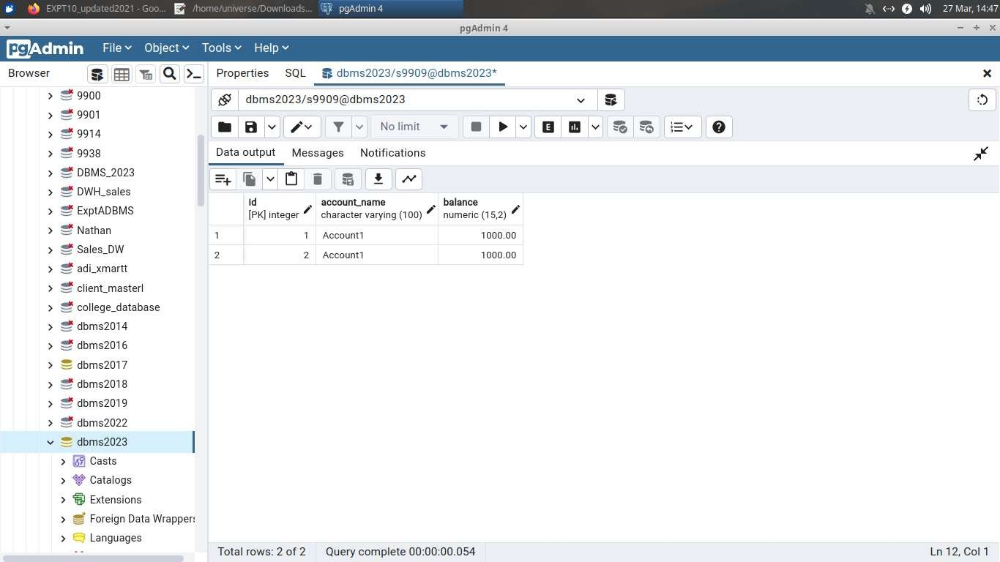 EXPT10_updated2021 - Goo...
/home/universe/Downloads...
pgAdmin 4
27 Mar, 14:47
pgAdmin 4
pgAdmin
File
Object
Tools
Help
Browser
Properties
SQL
dbms2023/s9909@dbms2023*
dbms2023/s9909@dbms2023
No limit
E
Data output
Messages
Notifications
Id
[PK] integer
account_name
character varying (100)
balance
numeric (15,2)
1 1 Account1 1000.00
2 2 Account1 1000.00
9900
9901
9914
9938
DBMS_2023
DWH_sales
ExptADBMS
Nathan
Sales_DW
adi_xmartt
client_masterl
college_database
dbms2014
dbms2016
dbms2017
dbms2018
dbms2019
dbms2022
dbms2023
Casts
Catalogs
Extensions
Foreign Data Wrappers
Languages
Total rows: 2 of 2
Query complete 00:00:00.054
Ln 12, Col 1